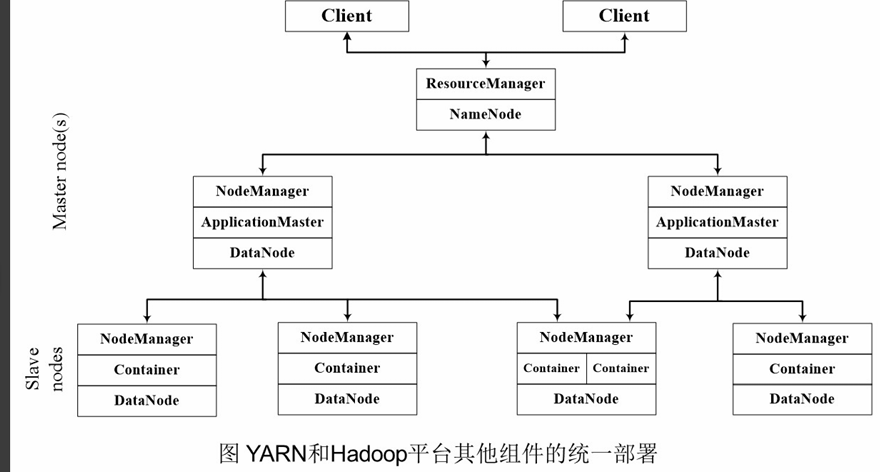 Client
Client
ResourceManager
NameNode
Master node(s)
NodeManager
ApplicationMaster
DataNode
NodeManager
ApplicationMaster
DataNode
Slave
nodes
NodeManager
Container
DataNode
NodeManager
Container
DataNode
NodeManager
Container Container
DataNode
NodeManager
Container
DataNode
图 YARN和Hadoop平台其他组件的统一部署